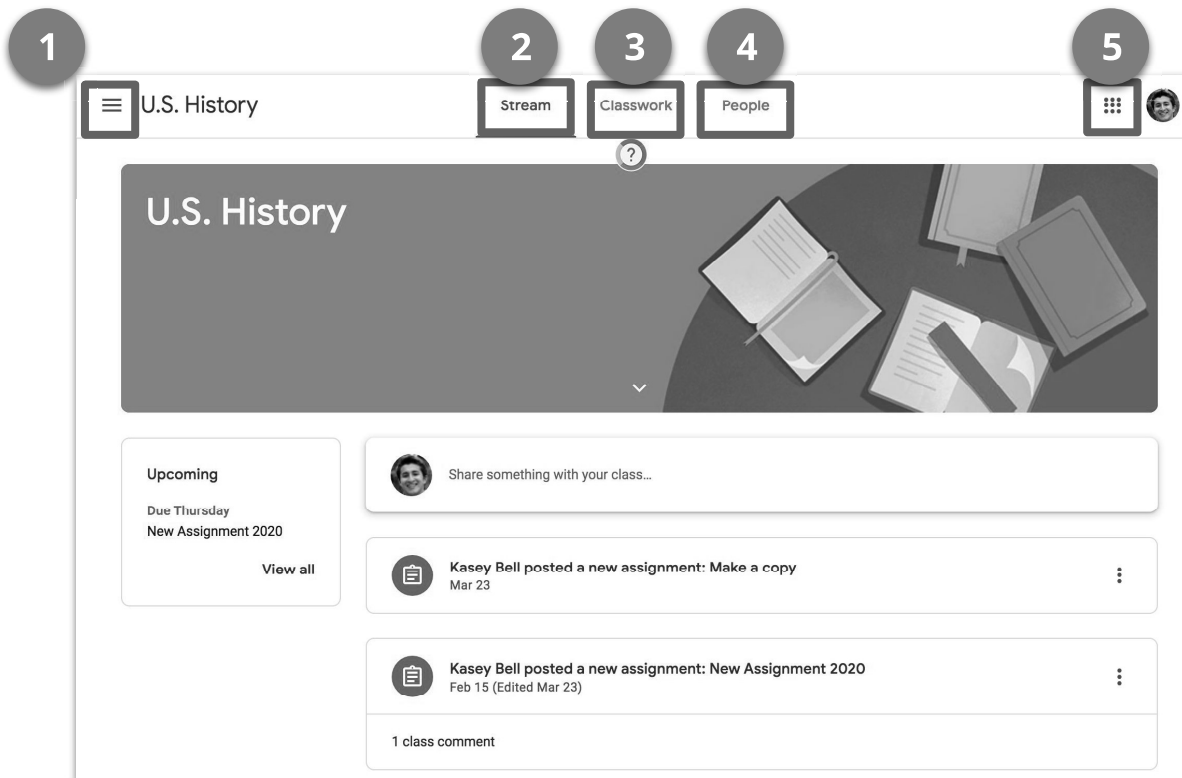 1
2
3
4
5
U.S. History
Stream
Classwork
People
?
U.S. History
Upcoming
Due Thursday
New Assignment 2020
View all
Share something with your class...
Kasey Bell posted a new assignment: Make a copy
Mar 23
Kasey Bell posted a new assignment: New Assignment 2020
Feb 15 (Edited Mar 23)
1 class comment